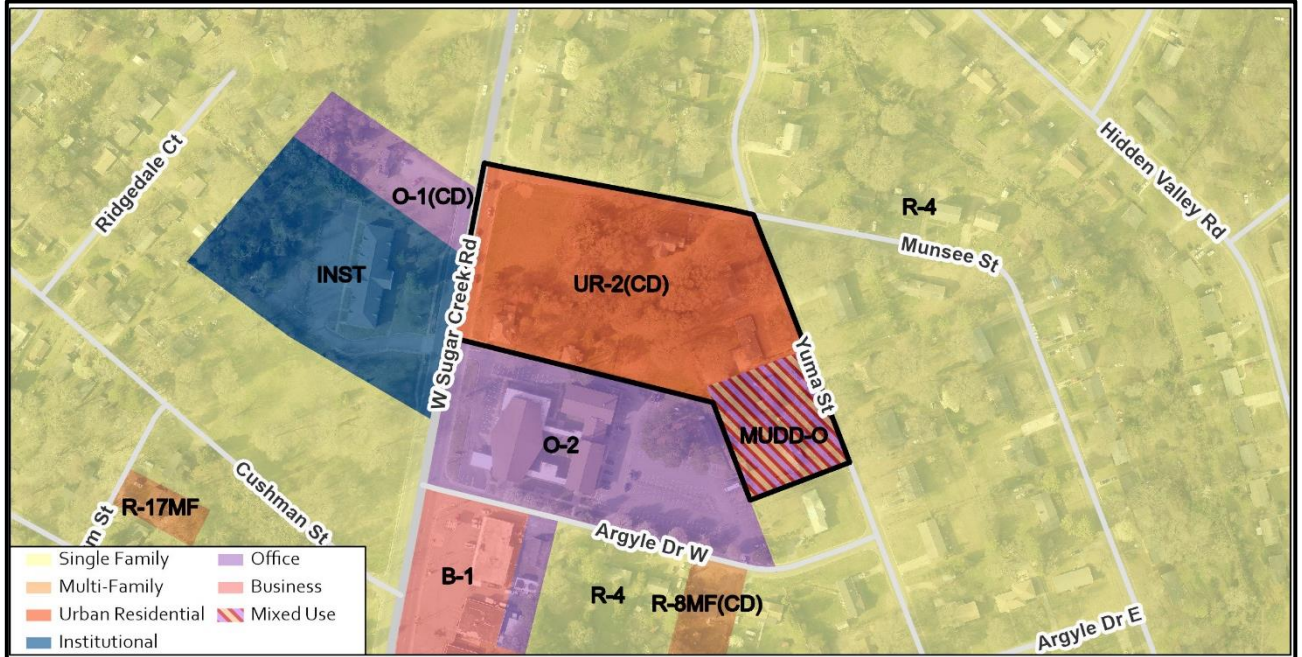 Ridgedale Ct
O-1(CD)
Hidden Valley Rd
R-4
Munsee St
INST
W Sugar Creek Rd
UR-2(CD)
Yuma St
MUDD-O
O-2
Cushman St
R-17MF
m St
Argyle Dr W
B-1
R-4
R-8MF(CD)
Argyle Dr E
Single Family
Multi-Family
Urban Residential
Institutional
Office
Business
Mixed Use